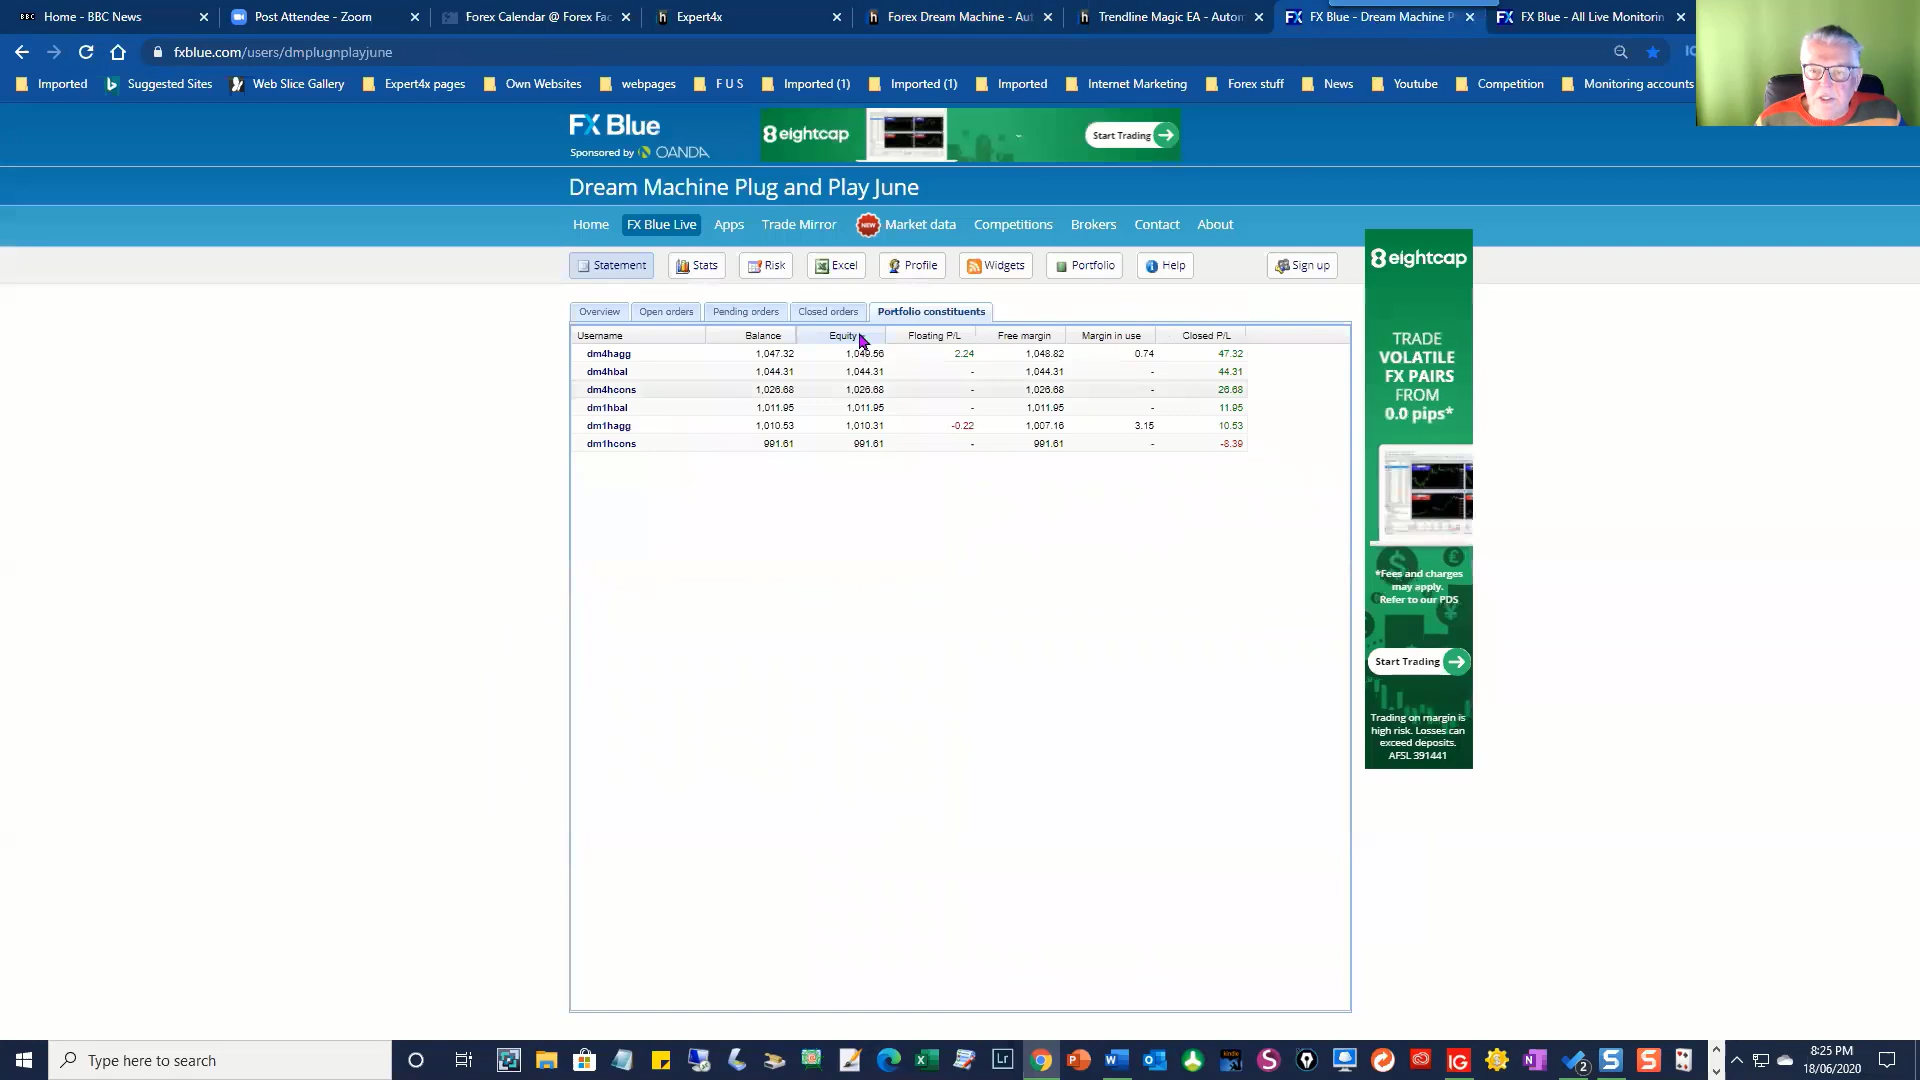 Home - BBC News
Post Attendee - Zoom
Forex Calendar @ Forex Fac
Expert4x
Forex Dream Machine - Aut
Trendline Magic EA - Autom
FX Blue - Dream Machine P
FX Blue - All Live Monitorin
fxblue.com/users/dmplugnplayjune
Imported
Suggested Sites
Web Slice Gallery
Expert4x pages
Own Websites
webpages
F U S
Imported (1)
Imported (1)
Imported
Internet Marketing
Forex stuff
News
Youtube
Competition
Monitoring accounts
FX Blue
Sponsored by OANDA
8eightcap
Start Trading
Dream Machine Plug and Play June
Home
FX Blue Live
Apps
Trade Mirror
NEW Market data
Competitions
Brokers
Contact
About
Statement
Stats
Risk
Excel
Profile
Widgets
Portfolio
Help
Sign up
Overview
Open orders
Pending orders
Closed orders
Portfolio constituents
Username Balance Equity Floating P/L Free margin Margin in use Closed P/L
dm4hagg 1,047.32 1,049.56 2.24 1,048.82 0.74 47.32
dm4hbal 1,044.31 1,044.31 - 1,044.31 - 44.31
dm4hcons 1,026.68 1,026.68 - 1,026.68 - 26.68
dm1hbal 1,011.95 1,011.95 - 1,011.95 - 11.95
dm1hagg 1,010.53 1,010.31 -0.22 1,007.16 3.15 10.53
dm1hcons 991.61 991.61 - 991.61 - -8.39
8eightcap
TRADE
VOLATILE
FX PAIRS
FROM
0.0 pips*
*Fees and charges
may apply.
Refer to our PDS
Start Trading
Trading on margin is
high risk. Losses can
exceed deposits.
AFSL 391441
Type here to search
Lr
IG
2
8:25 PM
18/06/2020